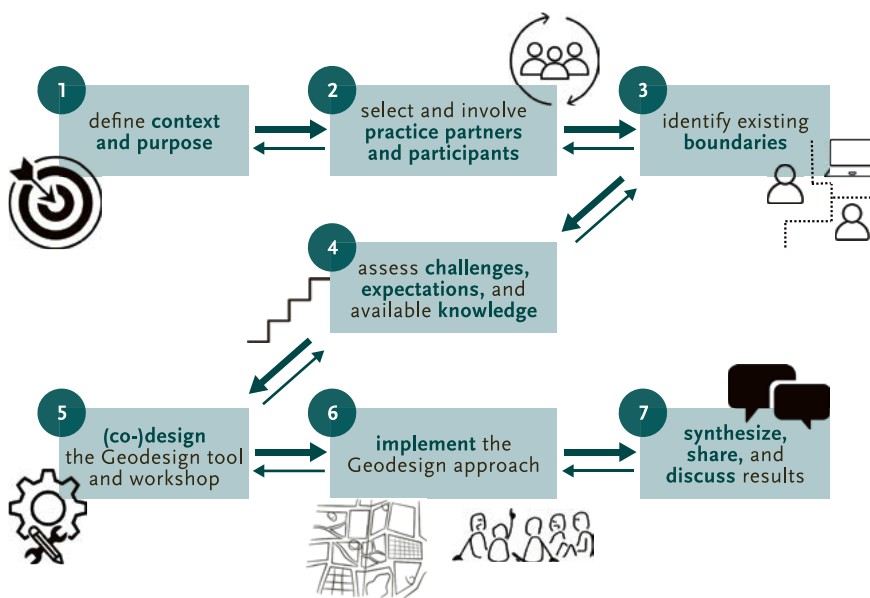 1
define context
and purpose
2
select and involve
practice partners
and participants
3
identify existing
boundaries
4
assess challenges,
expectations, and
available knowledge
5
(co-)design
the Geodesign tool
and workshop
6
implement the
Geodesign approach
7
synthesize,
share, and
discuss results